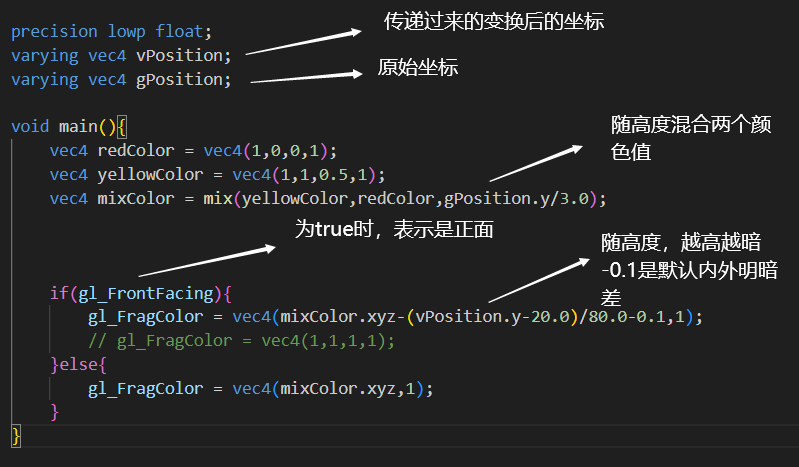 传递过来的变换后的坐标
precision lowp float;
varying vec4 vPosition;
原始坐标
varying vec4 gPosition;
随高度混合两个颜
色值
void main(){
vec4 redColor = vec4(1,0,0,1);
vec4 yellowColor = vec4(1,1,0.5,1);
vec4 mixColor = mix(yellowColor,redColor,gPosition.y/3.0);
为true时，表示是正面
随高度，越高越暗
-0.1是默认内外明暗
差
if(gl_FrontFacing){
gl_FragColor = vec4(mixColor.xyz-(vPosition.y-20.0)/80.0-0.1,1);
// gl_FragColor = vec4(1,1,1,1);
}else{
gl_FragColor = vec4(mixColor.xyz,1);
}
}